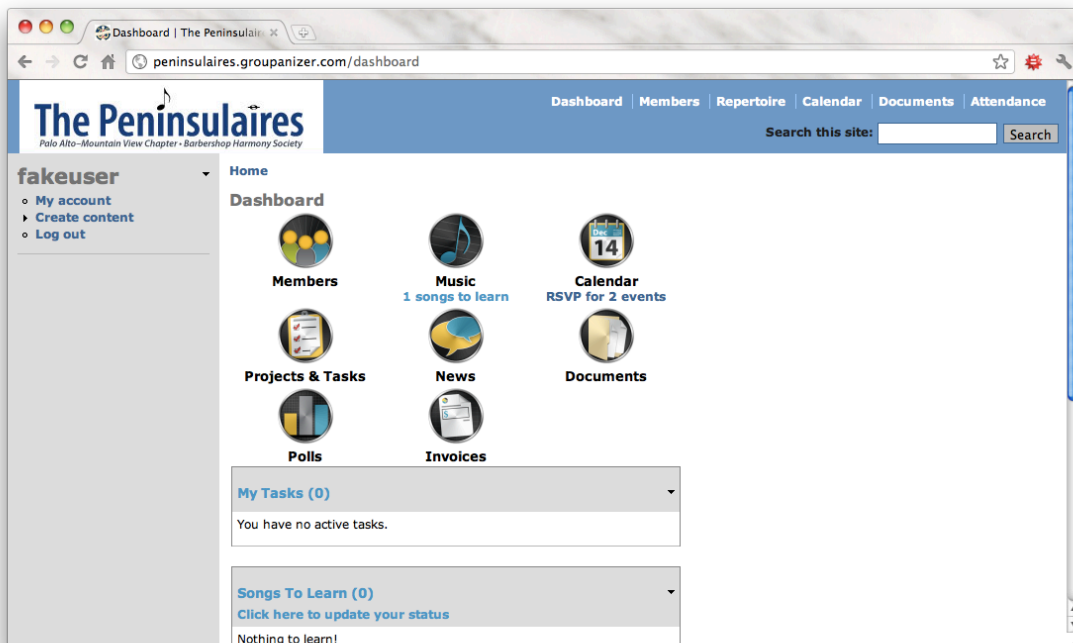 Dashboard | The Peninsulair
peninsulaires.groupanizer.com/dashboard
The Peninsulaires
Palo Alto–Mountain View Chapter • Barbershop Harmony Society
Dashboard Members Repertoire Calendar Documents Attendance
Search this site: Search
fakeuser
My account
Create content
Log out
Home
Dashboard
Dec
14
Members Music Calendar
1 songs to learn RSVP for 2 events
Projects & Tasks News Documents
S
Polls Invoices
My Tasks (0)
You have no active tasks.
Songs To Learn (0)
Click here to update your status
Nothing to learn!